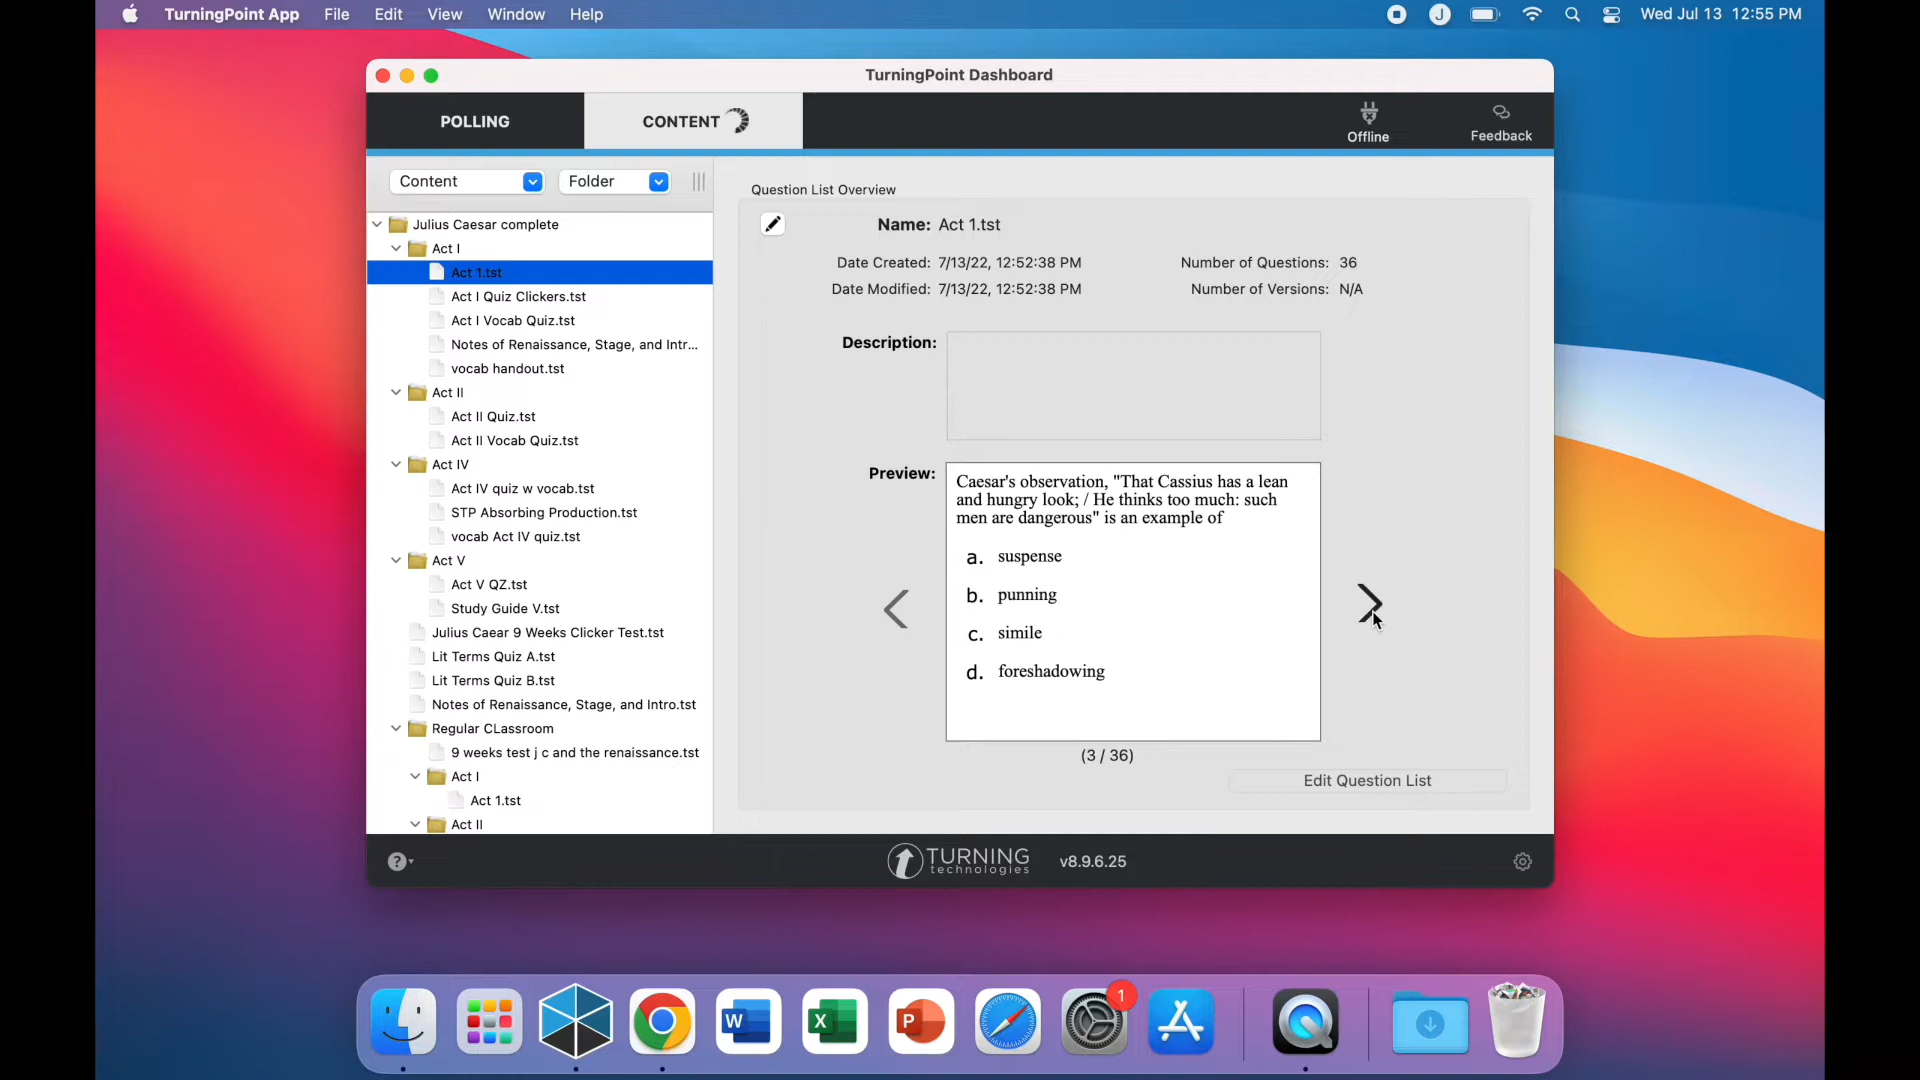 TurningPoint App File Edit View Window Help J Wed Jul 13 12:55 PM
TurningPoint Dashboard
POLLING CONTENT Offline Feedback
Content Folder
Question List Overview
Julius Caesar complete
Act I
Act 1.tst
Act I Quiz Clickers.tst
Act I Vocab Quiz.tst
Notes of Renaissance, Stage, and Intr...
vocab handout.tst
Act II
Act II Quiz.tst
Act II Vocab Quiz.tst
Act IV
Act IV quiz w vocab.tst
STP Absorbing Production.tst
vocab Act IV quiz.tst
Act V
Act V QZ.tst
Study Guide V.tst
Julius Caear 9 Weeks Clicker Test.tst
Lit Terms Quiz A.tst
Lit Terms Quiz B.tst
Notes of Renaissance, Stage, and Intro.tst
Regular CLassroom
9 weeks test j c and the renaissance.tst
Act I
Act 1.tst
Act II
Name: Act 1.tst
Date Created: 7/13/22, 12:52:38 PM Number of Questions: 36
Date Modified: 7/13/22, 12:52:38 PM Number of Versions: N/A
Description:
Preview:
Caesar's observation, "That Cassius has a lean
and hungry look; / He thinks too much: such
men are dangerous" is an example of
a. suspense
b. punning
c. simile
d. foreshadowing
(3 / 36)
Edit Question List
? TURNING technologies v8.9.6.25
W X P 1